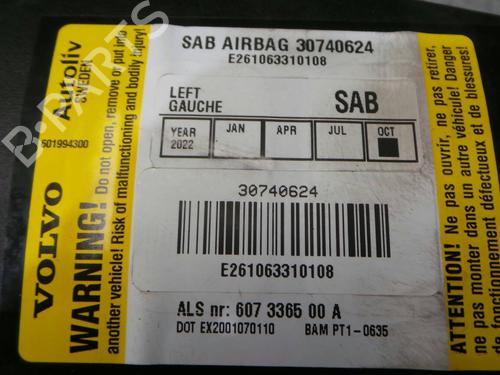 SAB AIRBAG 30740624
E261063310108
LEFT
GAUCHE
SAB
YEAR
2022
JAN
APR
JUL
OCT
30740624
E261063310108
ALS nr: 607 3365 00 A
DOT EX2001070110 BAM PT1-0635
VOLVO
Autoliv
SWEDEN
501994300
WARNING! Do not open, remove or put into
another vehicle! Risk of malfunctioning and bodily injury!
ATTENTION! Ne pas ouvrir, ne pas retirer,
ne pas monter dans un autre véhicule! Danger
de fonctionnement défectueux et de blessures!
B-PARTS